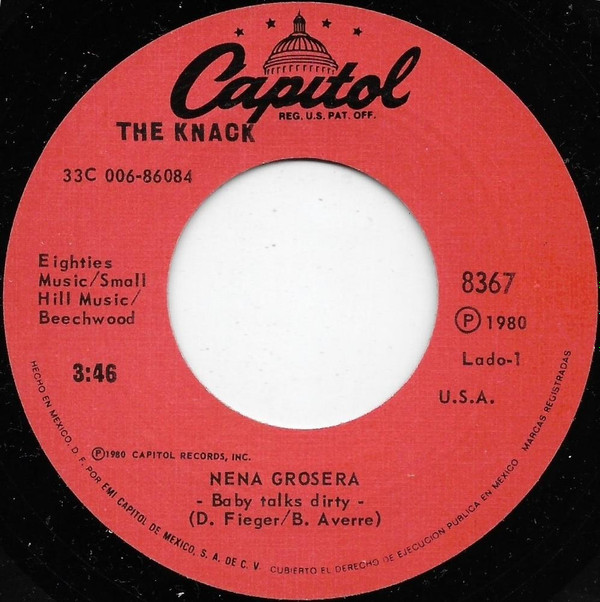 Capitol
REG. U.S. PAT. OFF.
THE KNACK
33C 006-86084
Eighties
Music/Small
Hill Music/
Beechwood
3:46
8367
Ⓟ 1980
Lado-1
U.S.A.
Ⓟ1980 CAPITOL RECORDS, INC.
NENA GROSERA
- Baby talks dirty -
(D. Fieger/B. Averre)
HECHO EN MEXICO, D. F. POR EMI CAPITOL DE MEXICO, S. A. DE C. V. CUBIERTO EL DERECHO DE EJECUCION PUBLICA EN MEXICO MARCAS REGISTRADAS